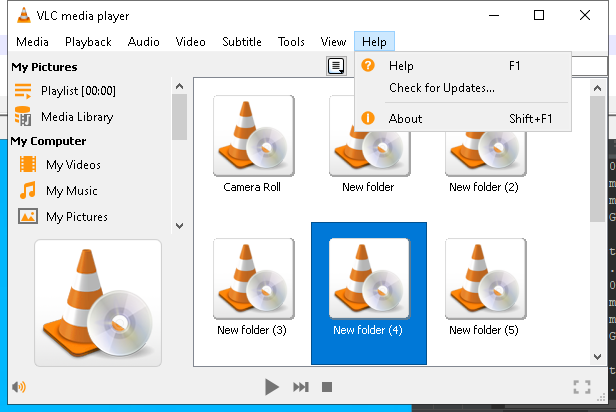 VLC media player
Media Playback Audio Video Subtitle Tools View Help
My Pictures
Playlist [00:00]
Media Library
My Computer
My Videos
My Music
My Pictures
Help F1
Check for Updates...
About Shift+F1
Camera Roll
New folder
New folder (2)
New folder (3)
New folder (4)
New folder (5)